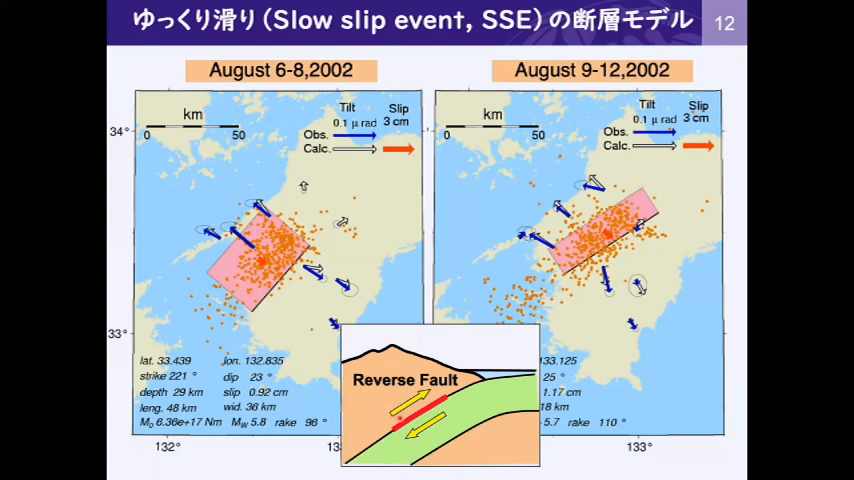 ゆっくり滑り（Slow slip event, SSE）の断層モデル
12
August 6-8,2002
August 9-12,2002
km
0 50
Tilt
0.1 μ rad
Slip
3 cm
Obs.
Calc.
km
0 50
Tilt
0.1 μ rad
Slip
3 cm
Obs.
Calc.
34°
33°
lat. 33.439 lon. 132.835
strike 221 ° dip 23 °
depth 29 km slip 0.92 cm
leng. 48 km wid. 36 km
M₀ 6.36e+17 Nm Mw 5.8 rake 96 °
133.125
25 °
1.17 cm
18 km
5.7 rake 110 °
Reverse Fault
132°
133°